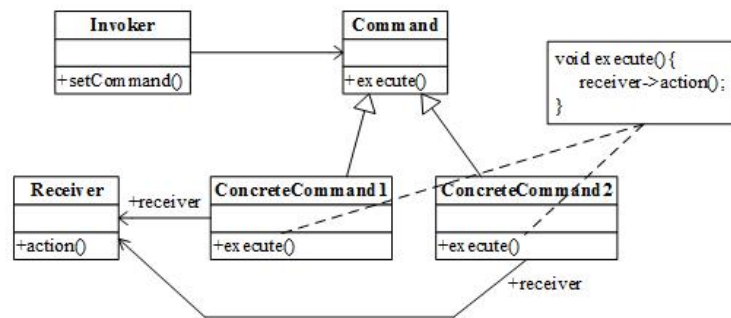 Invoker
+setCommand()
Command
+execute()
void execute(){
receiver->action();
}
Receiver
+action()
+receiver
ConcreteCommand1
+execute()
ConcreteCommand2
+execute()
+receiver